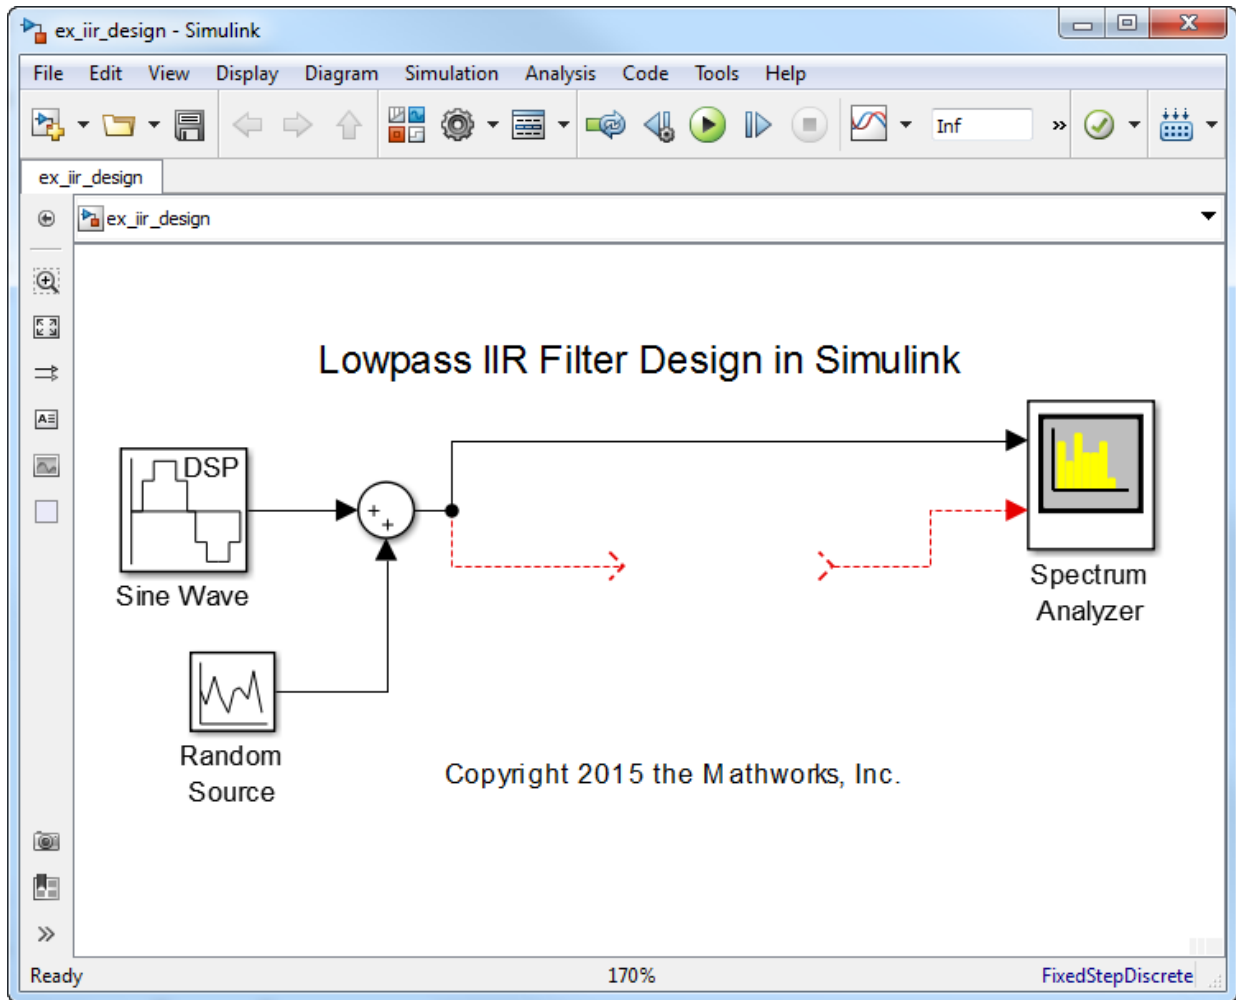 ex_iir_design - Simulink
File Edit View Display Diagram Simulation Analysis Code Tools Help
Inf
ex_iir_design
ex_iir_design
Lowpass IIR Filter Design in Simulink
DSP
Sine Wave
Spectrum
Analyzer
Random
Source
Copyright 2015 the Mathworks, Inc.
Ready 170% FixedStepDiscrete